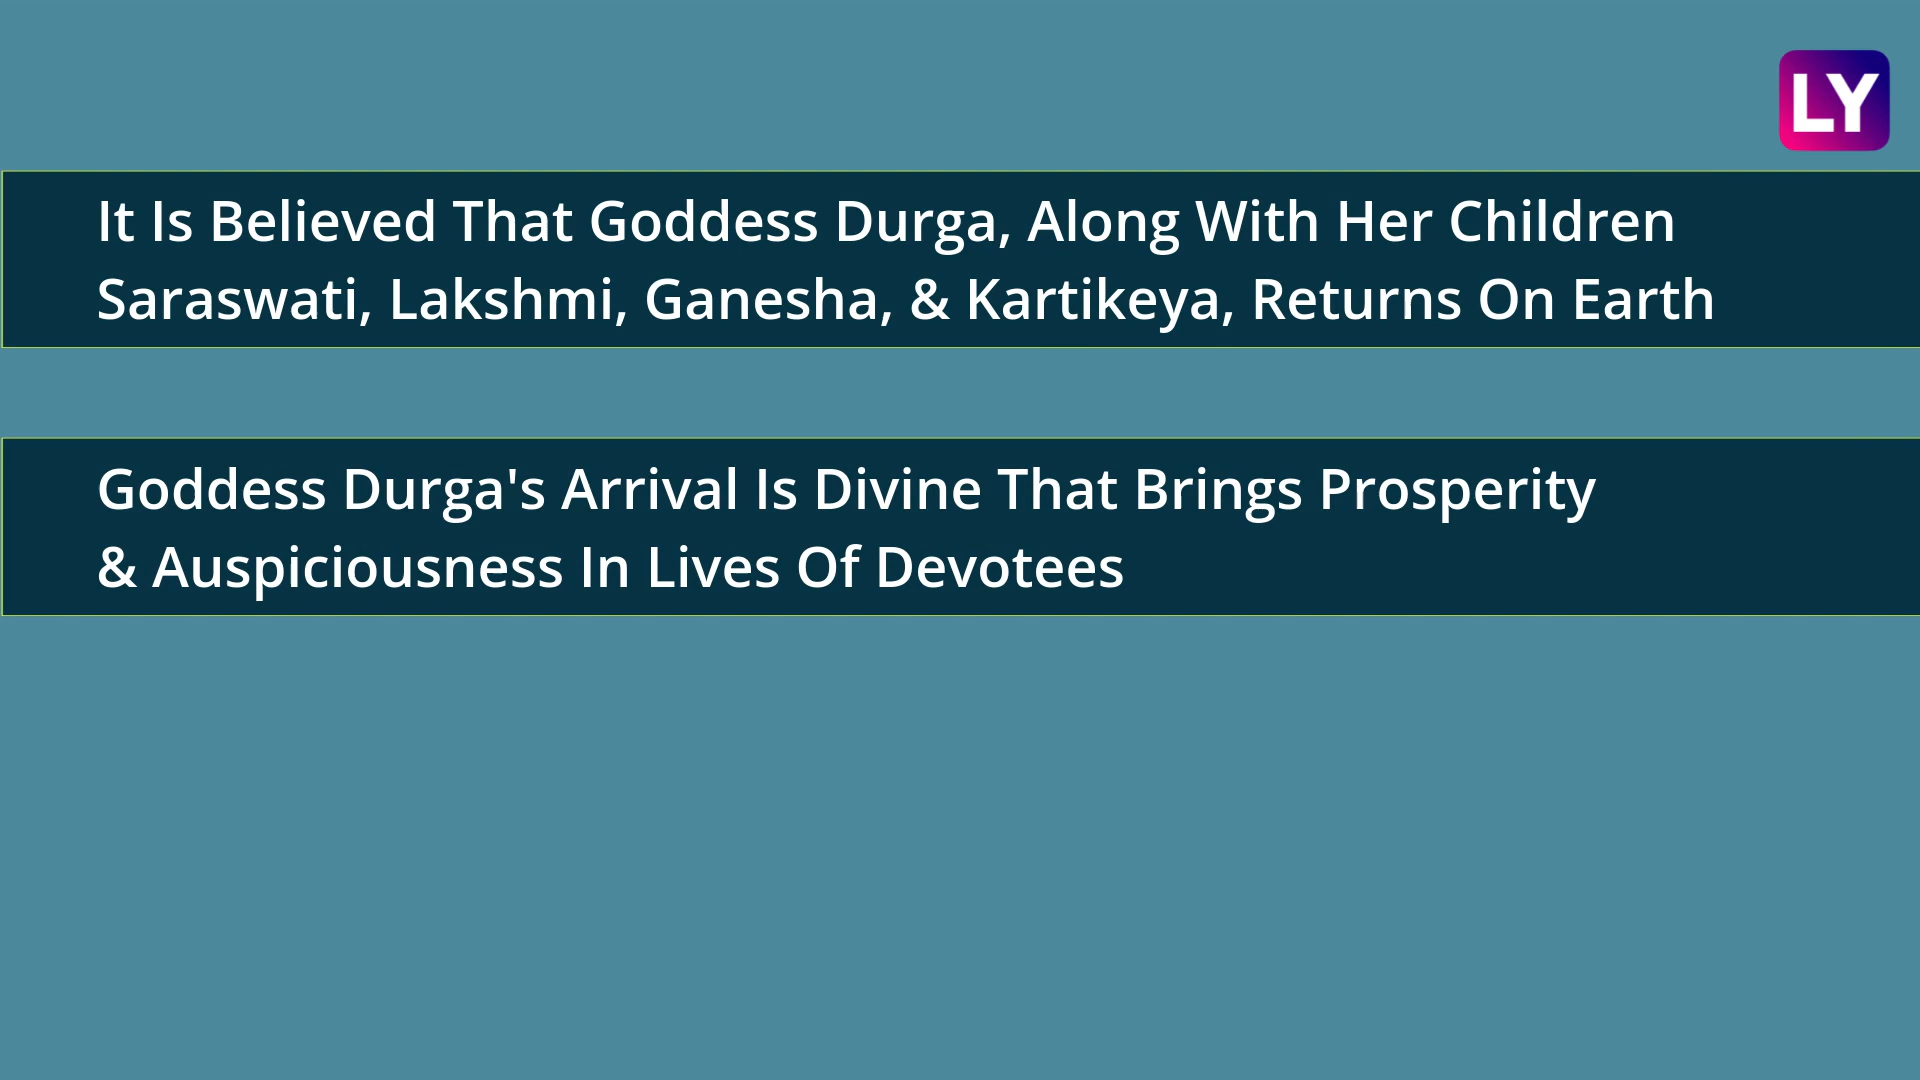 LY
It Is Believed That Goddess Durga, Along With Her Children
Saraswati, Lakshmi, Ganesha, & Kartikeya, Returns On Earth
Goddess Durga's Arrival Is Divine That Brings Prosperity
& Auspiciousness In Lives Of Devotees